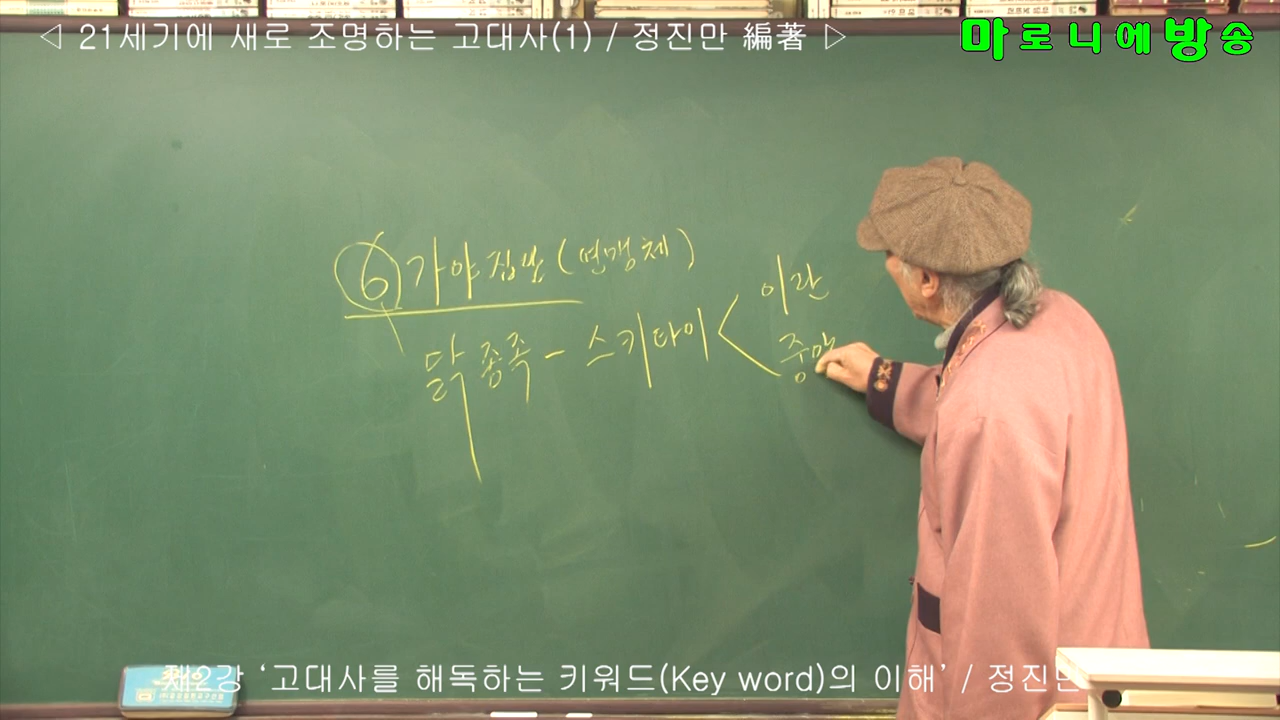 ◁ 21세기에 새로 조명하는 고대사(1) / 정진만 編著 ▷
마로니에방송
⑥ 가야집방 (연맹체)
닭종족 - 스키타이 < 이란
중앙
제2강 ‘고대사를 해독하는 키워드(Key word)의 이해’ / 정진만